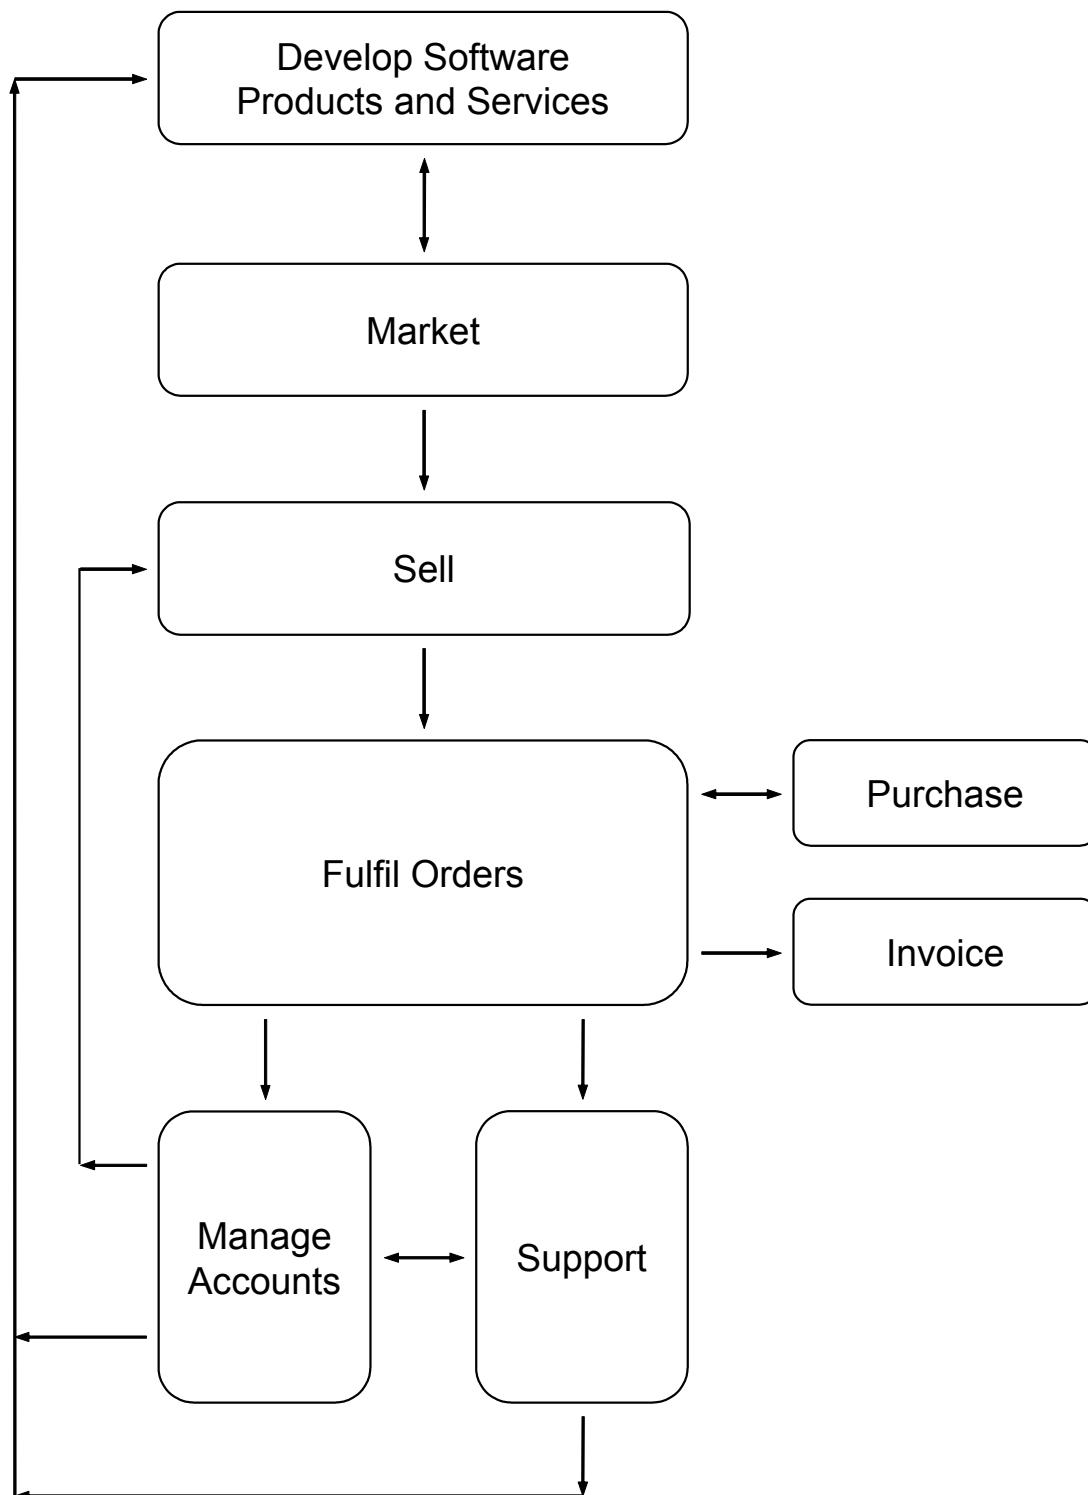 Develop Software
Products and Services
Market
Sell
Fulfil Orders
Purchase
Invoice
Manage
Accounts
Support